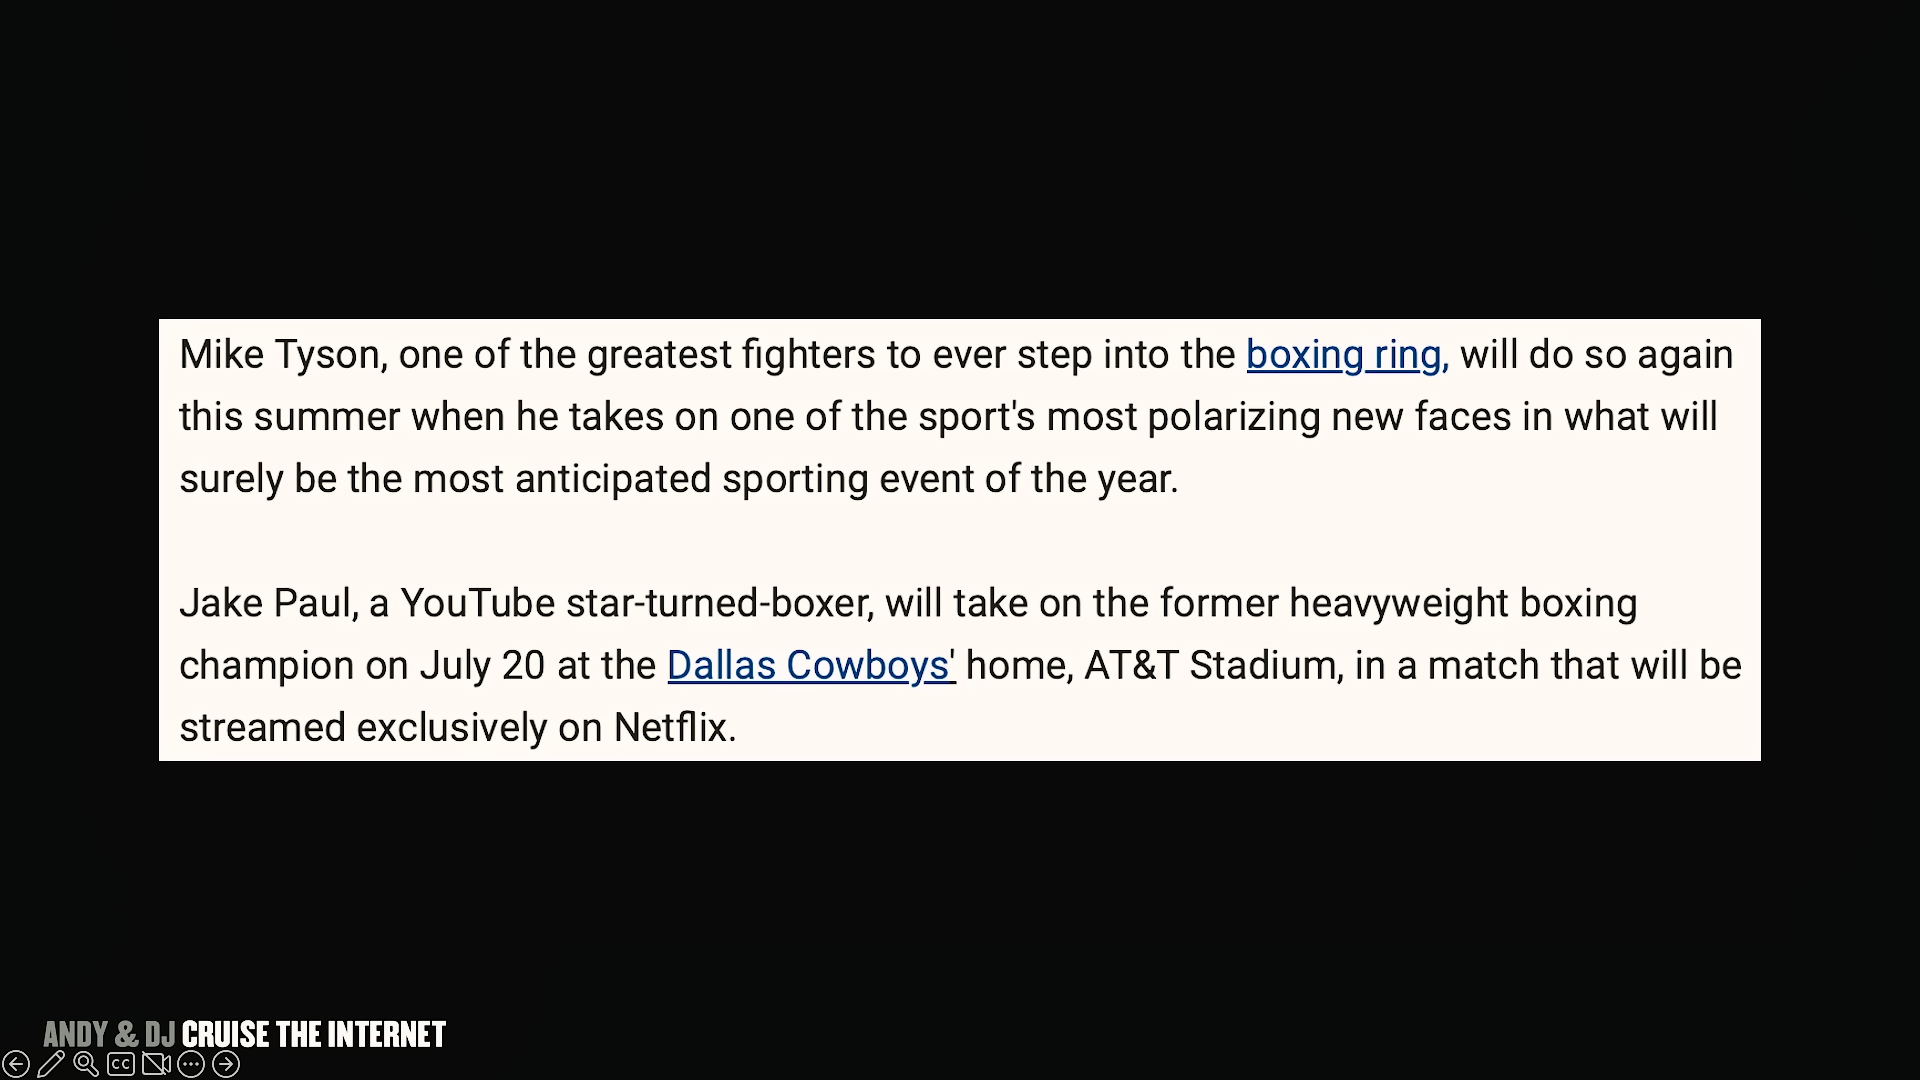 Mike Tyson, one of the greatest fighters to ever step into the boxing ring, will do so again
this summer when he takes on one of the sport's most polarizing new faces in what will
surely be the most anticipated sporting event of the year.
Jake Paul, a YouTube star-turned-boxer, will take on the former heavyweight boxing
champion on July 20 at the Dallas Cowboys' home, AT&T Stadium, in a match that will be
streamed exclusively on Netflix.
ANDY & DJ CRUISE THE INTERNET
CC